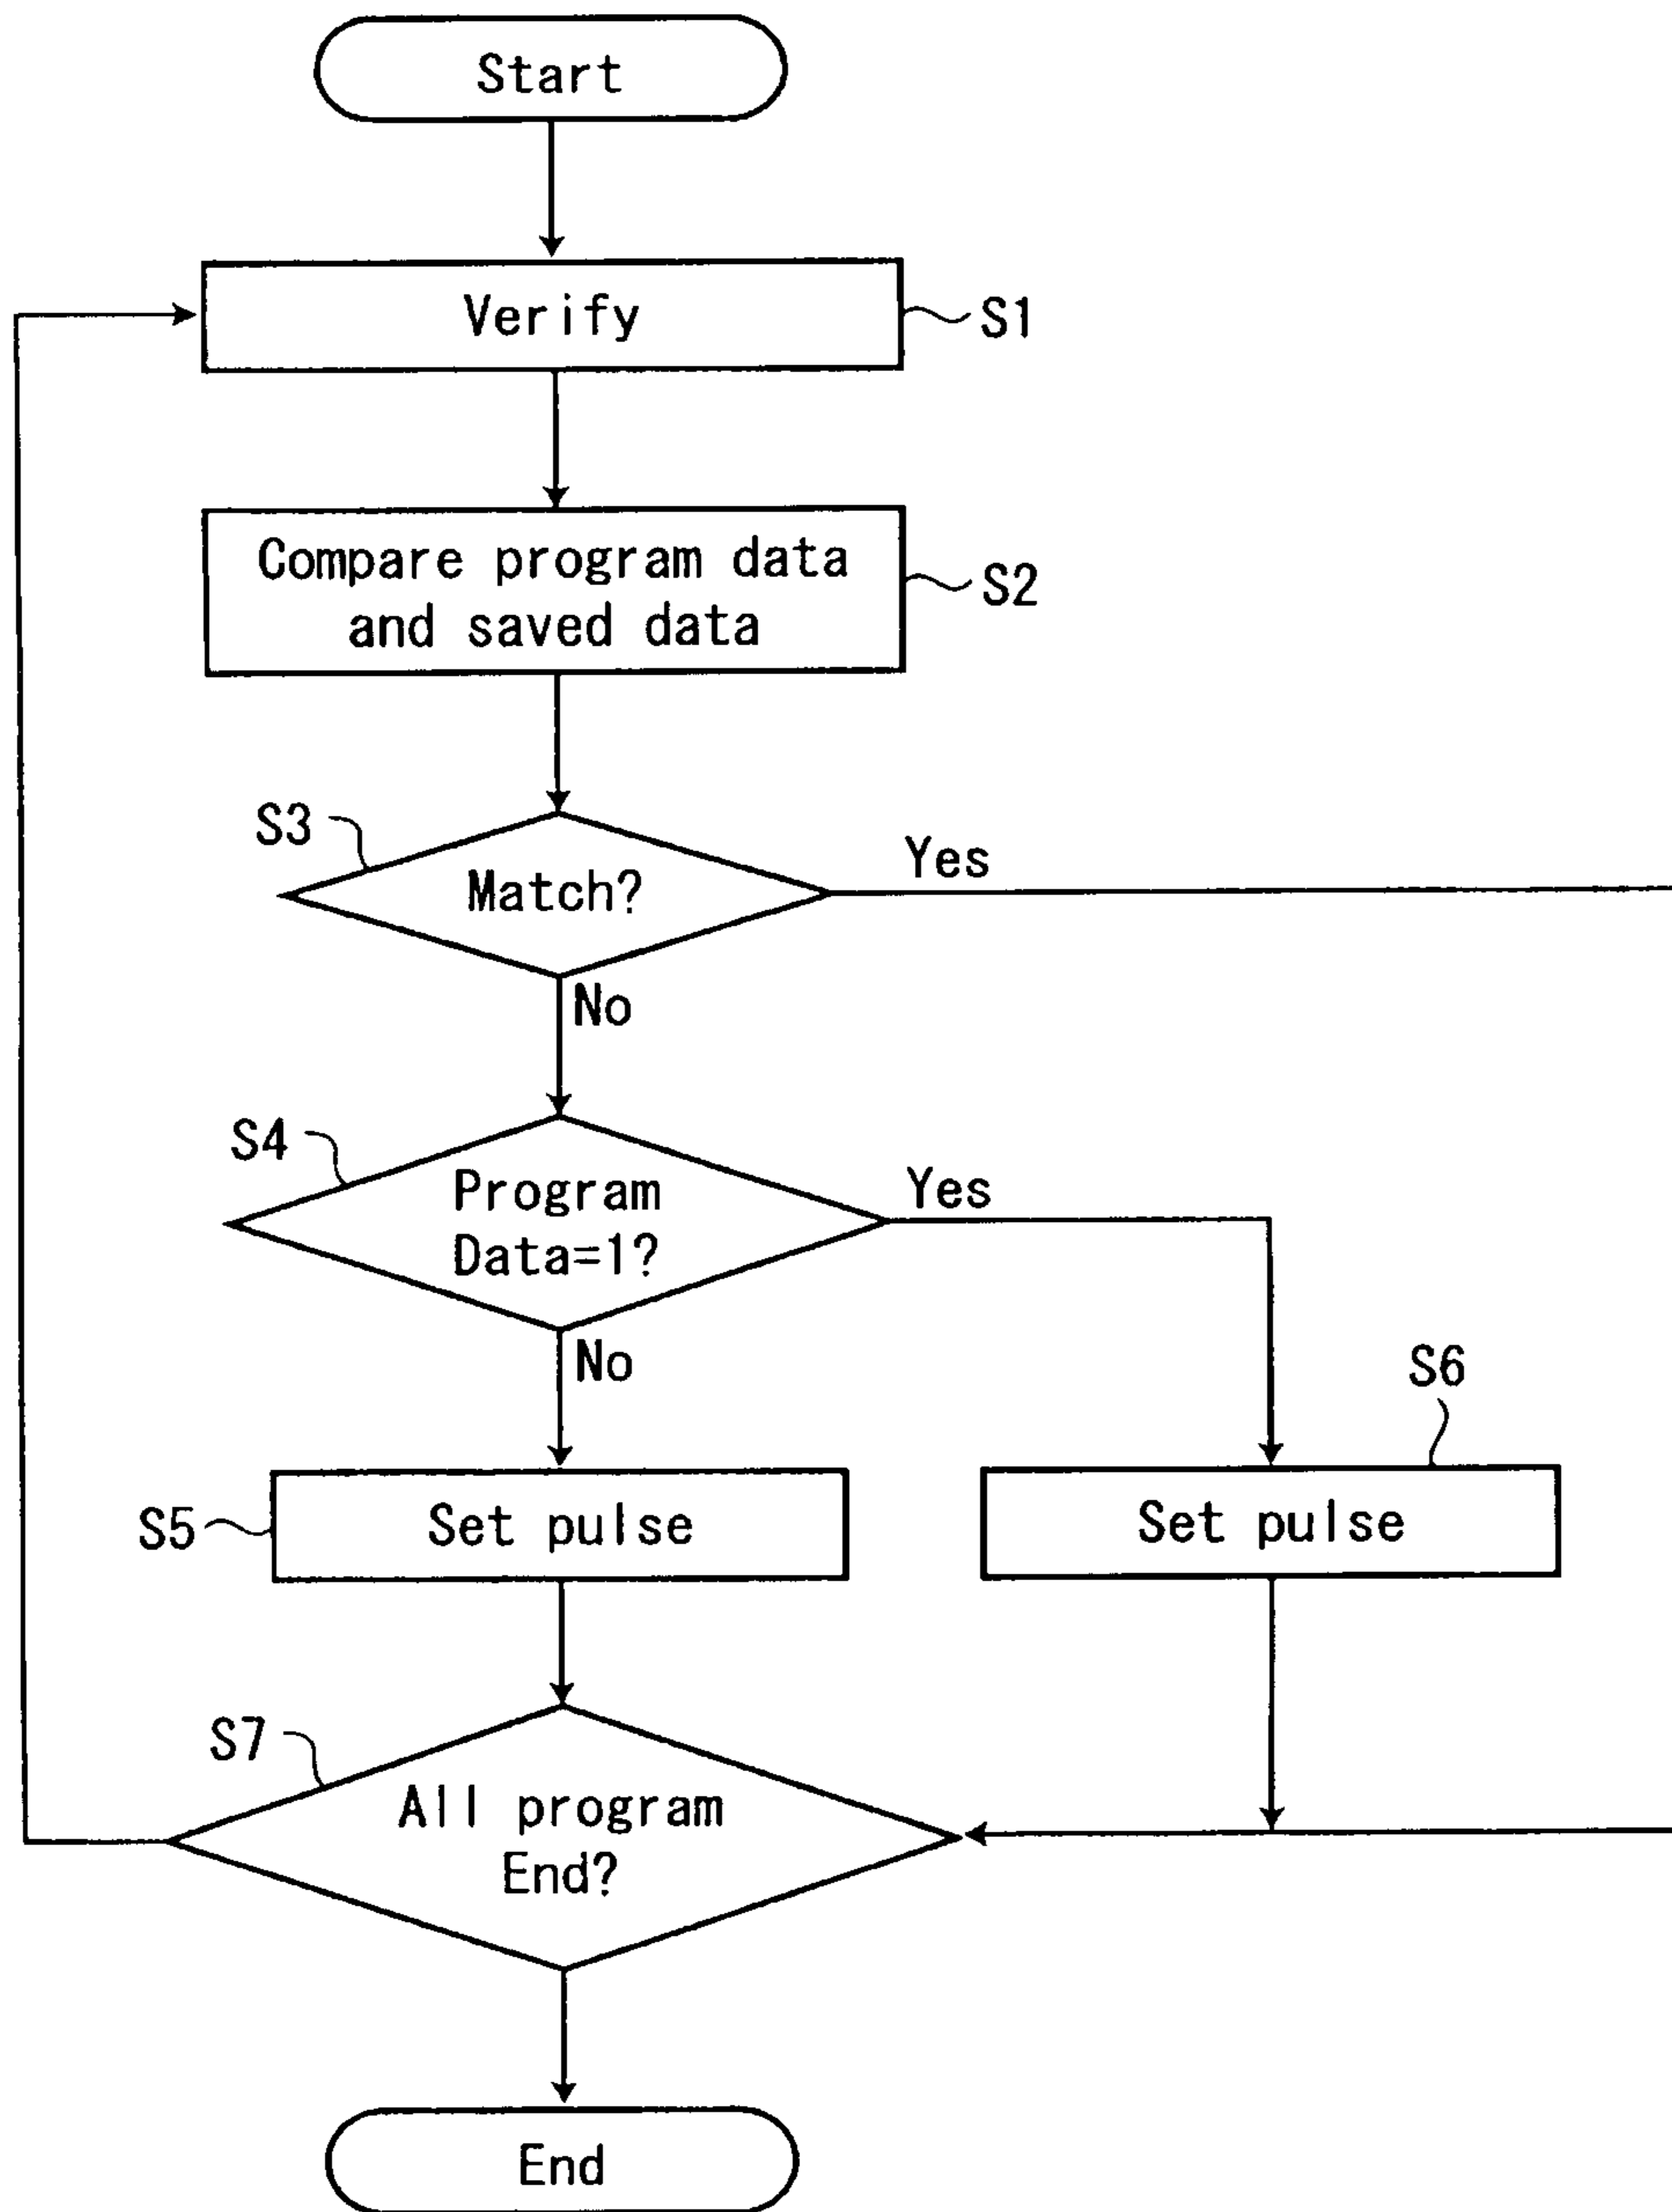 Start
Verify
S1
Compare program data
and saved data
S2
S3
Match?
Yes
No
S4
Program
Data=1?
Yes
No
S6
S5
Set pulse
Set pulse
S7
All program
End?
End